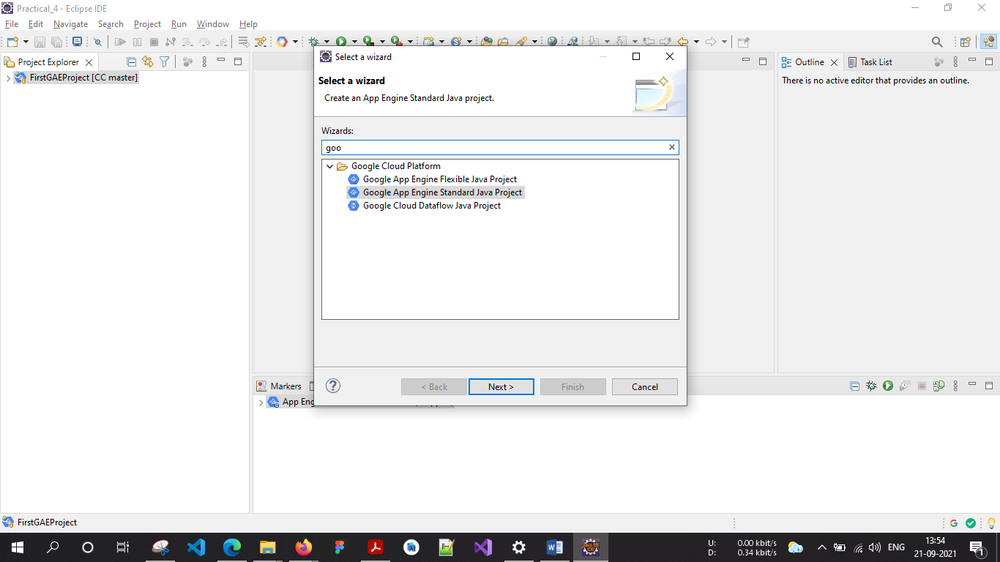 Practical_4 - Eclipse IDE
File Edit Navigate Search Project Run Window Help
Project Explorer
FirstGAEProject [CC master]
Select a wizard
Select a wizard
Create an App Engine Standard Java project.
Wizards:
goo
Google Cloud Platform
Google App Engine Flexible Java Project
Google App Engine Standard Java Project
Google Cloud Dataflow Java Project
< Back Next > Finish Cancel
Outline Task List
There is no active editor that provides an outline.
Markers
App Eng
FirstGAEProject
U: 0.00 kbit/s
D: 0.34 kbit/s
ENG
13:54
21-09-2021
1